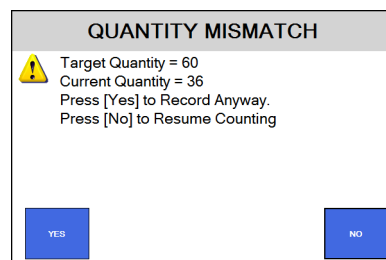 QUANTITY MISMATCH
Target Quantity = 60
Current Quantity = 36
Press [Yes] to Record Anyway.
Press [No] to Resume Counting
YES
NO